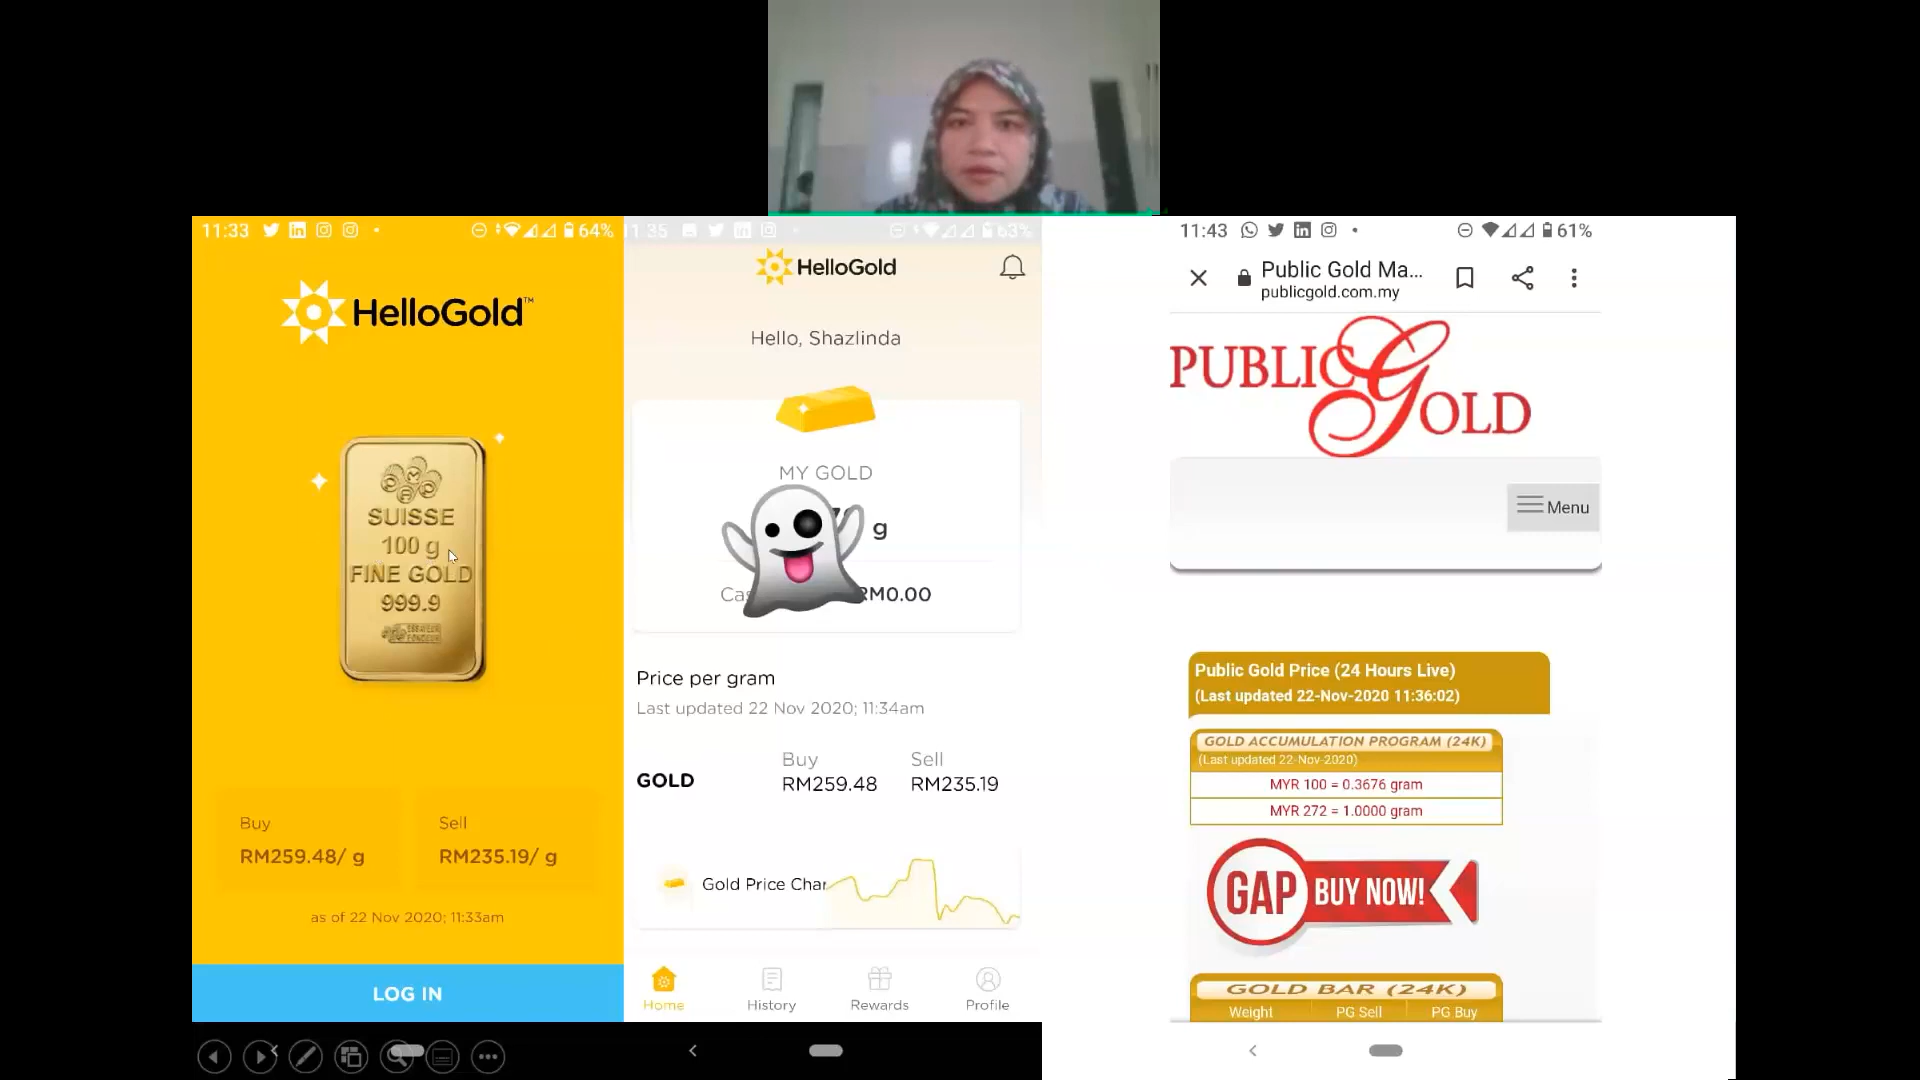 11:33
64%
HelloGold™
SUISSE
100 g
FINE GOLD
999.9
Buy
RM259.48/ g
Sell
RM235.19/ g
as of 22 Nov 2020; 11:33am
LOG IN
11:35
63%
HelloGold
Hello, Shazlinda
MY GOLD
g
RM0.00
Price per gram
Last updated 22 Nov 2020; 11:34am
Buy
Sell
GOLD
RM259.48
RM235.19
Gold Price Char
Home
History
Rewards
Profile
11:43
61%
Public Gold Ma...
publicgold.com.my
PUBLIC GOLD
Menu
Public Gold Price (24 Hours Live)
(Last updated 22-Nov-2020 11:36:02)
GOLD ACCUMULATION PROGRAM (24K)
(Last updated 22-Nov-2020)
MYR 100 = 0.3676 gram
MYR 272 = 1.0000 gram
GAP BUY NOW!
GOLD BAR (24K)
Weight
PG Sell
PG Buy